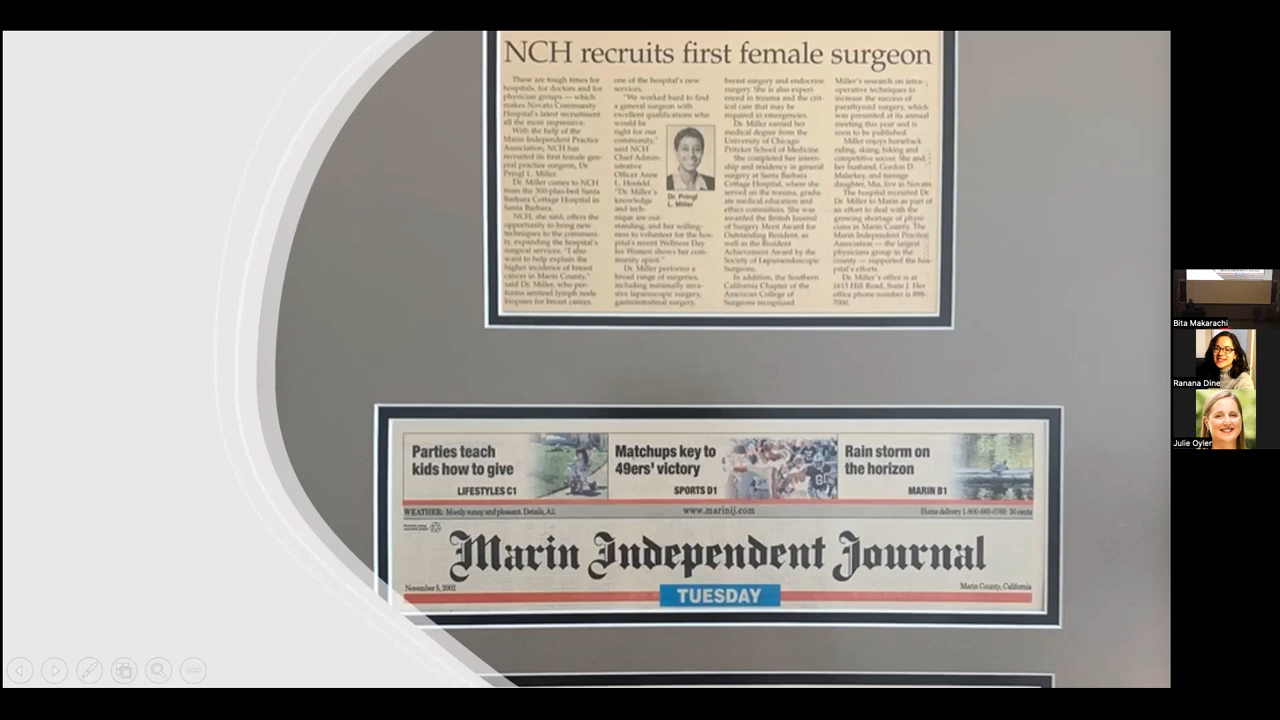 NCH recruits first female surgeon
These are tough times for
hospitals, for doctors and for
physician groups — which
makes Novato Community
Hospital's latest recruitment
all the more impressive.
With the help of the
Marin Independent Practice
Association, NCH has
recruited its first female gen-
eral practice surgeon, Dr.
Pringl L. Miller.
Dr. Miller comes to NCH
from the 300-plus-bed Santa
Barbara Cottage Hospital in
Santa Barbara.
NCH, she said, offers the
opportunity to bring new
techniques to the communi-
ty, expanding the hospital's
surgical services. "I also
want to help explain the
higher incidence of breast
cancer in Marin County,"
said Dr. Miller, who per-
forms sentinel lymph node
biopsies for breast cancer,
one of the hospital's new
services.
"We worked hard to find
a general surgeon with
excellent qualifications who
would be
right for our
community,"
said NCH
Chief Admin-
istrative
Officer Anne
L. Hosfeld.
"Dr. Miller's
knowledge
and tech-
nique are out-
standing, and her willing-
ness to volunteer for the hos-
pital's recent Wellness Day
for Women shows her com-
munity spirit."
Dr. Miller performs a
broad range of surgeries,
including minimally inva-
sive laparoscopic surgery,
gastrointestinal surgery,
Dr. Pringl
L. Miller
breast surgery and endocrine
surgery. She is also experi-
enced in trauma and the crit-
ical care that may be
required in emergencies.
Dr. Miller earned her
medical degree from the
University of Chicago
Pritzker School of Medicine.
She completed her intern-
ship and residency in general
surgery at Santa Barbara
Cottage Hospital, where she
served on the trauma, gradu-
ate medical education and
ethics committees. She was
awarded the British Journal
of Surgery Merit Award for
Outstanding Resident, as
well as the Resident
Achievement Award by the
Society of Laparoendoscopic
Surgeons.
In addition, the Southern
California Chapter of the
American College of
Surgeons recognized
Miller's research on intra-
operative techniques to
increase the success of
parathyroid surgery, which
was presented at its annual
meeting this year and is
soon to be published.
Miller enjoys horseback
riding, skiing, hiking and
competitive soccer. She and
her husband, Gordon D.
Malarkey, and teenage
daughter, Mia, live in Novato.
The hospital recruited Dr.
Dr. Miller to Marin as part of
an effort to deal with the
growing shortage of physi-
cians in Marin County. The
Marin Independent Practice
Association — the largest
physicians group in the
county — supported the hos-
pital's efforts.
Dr. Miller's office is at
1615 Hill Road, Suite J. Her
office phone number is 898-
7000.
Parties teach
kids how to give
LIFESTYLES C1
Matchups key to
49ers' victory
SPORTS D1
Rain storm on
the horizon
MARIN B1
WEATHER: Mostly sunny and pleasant. Details, A2.
www.marinij.com
Home delivery 1-800-680-0760 50 cents
Marin Independent Journal
November 5, 2002
TUESDAY
Marin County, California
Bita Makarachi
Ranana Dine
Julie Oyler